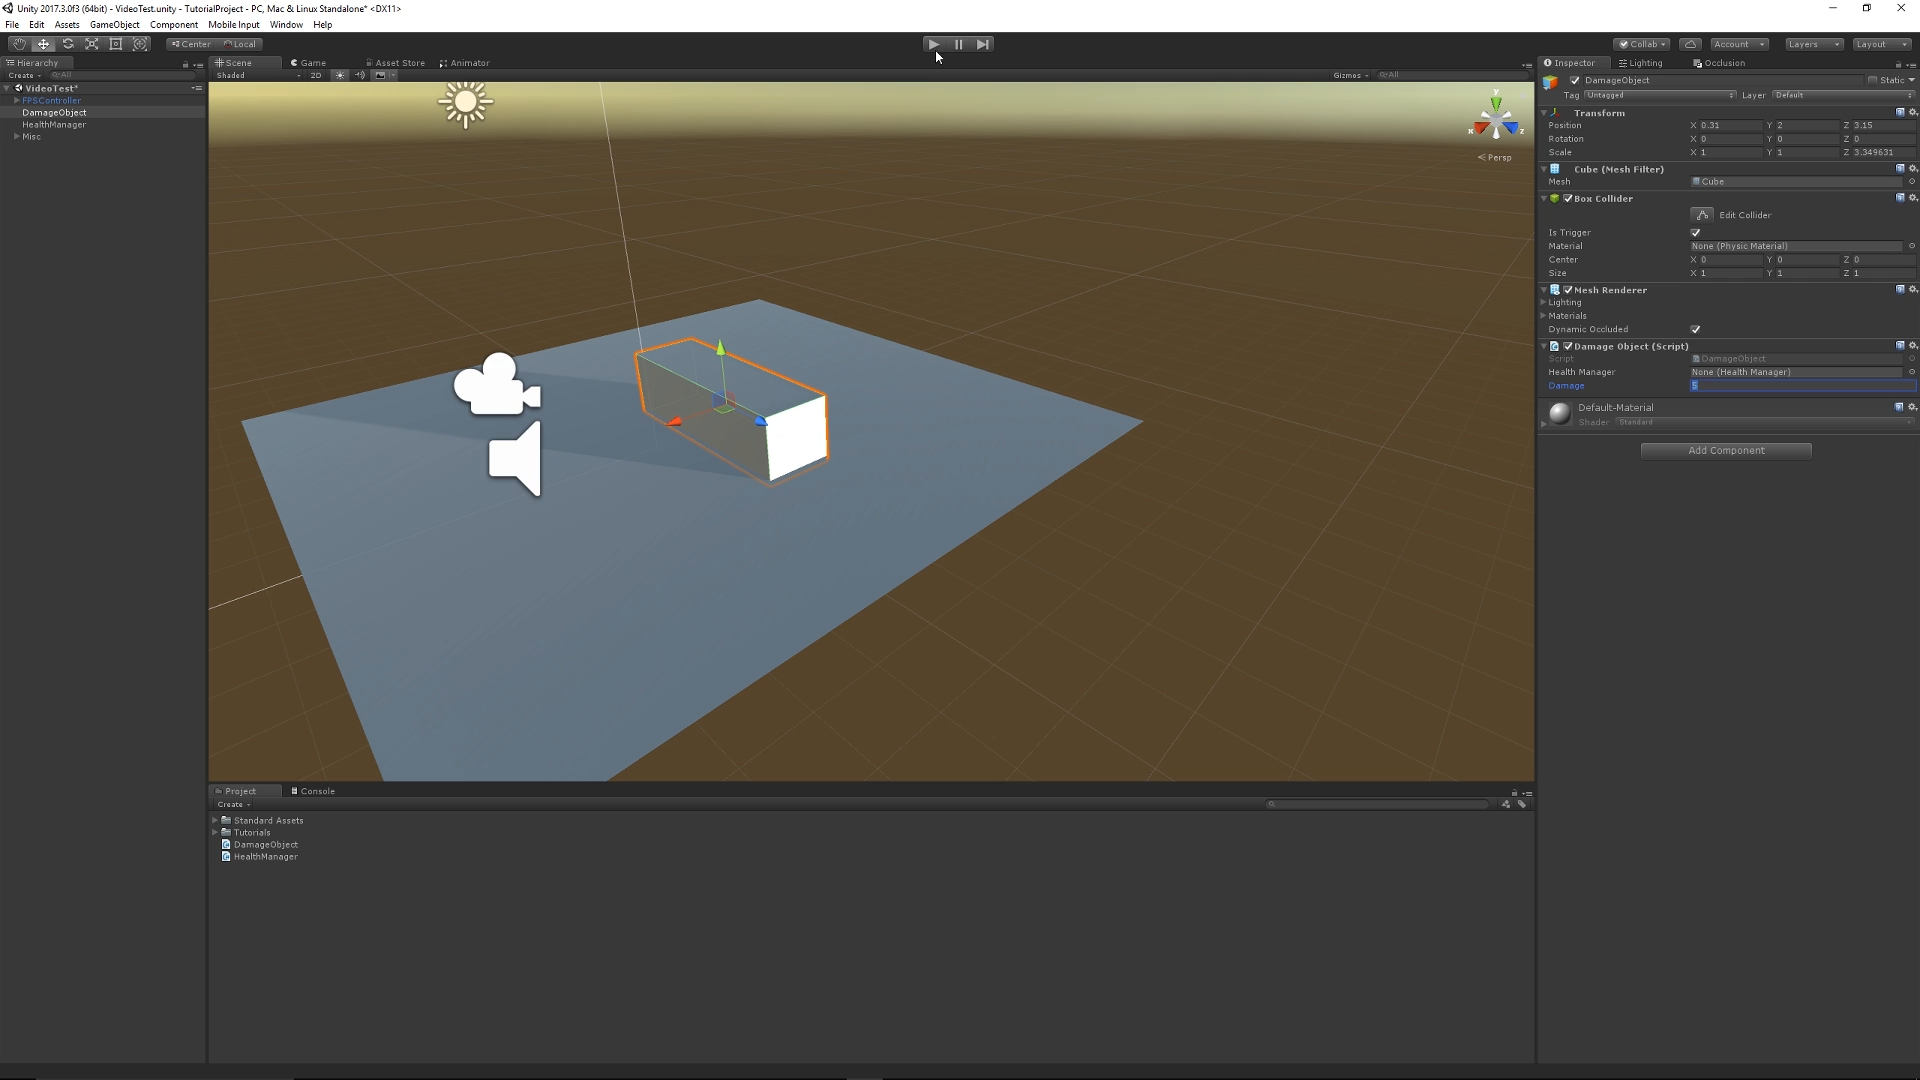 Unity 2017.3.0f3 (64bit) - VideoTest.unity - TutorialProject - PC, Mac & Linux Standalone* <DX11>
File Edit Assets GameObject Component Mobile Input Window Help
Center Local Collab Account Layers Layout
Hierarchy
Create All
VideoTest*
FPSController
DamageObject
HealthManager
Misc
Scene Game Asset Store Animator
Shaded 2D Gizmos All
y
x z
Persp
Project Console
Create
Standard Assets
Tutorials
DamageObject
HealthManager
Inspector Lighting Occlusion
DamageObject Static
Tag Untagged Layer Default
Transform
Position X 0.31 Y 2 Z 3.15
Rotation X 0 Y 0 Z 0
Scale X 1 Y 1 Z 3.349631
Cube (Mesh Filter)
Mesh Cube
Box Collider
Edit Collider
Is Trigger
Material None (Physic Material)
Center X 0 Y 0 Z 0
Size X 1 Y 1 Z 1
Mesh Renderer
Lighting
Materials
Dynamic Occluded
Damage Object (Script)
Script DamageObject
Health Manager None (Health Manager)
Damage 5
Default-Material
Shader Standard
Add Component